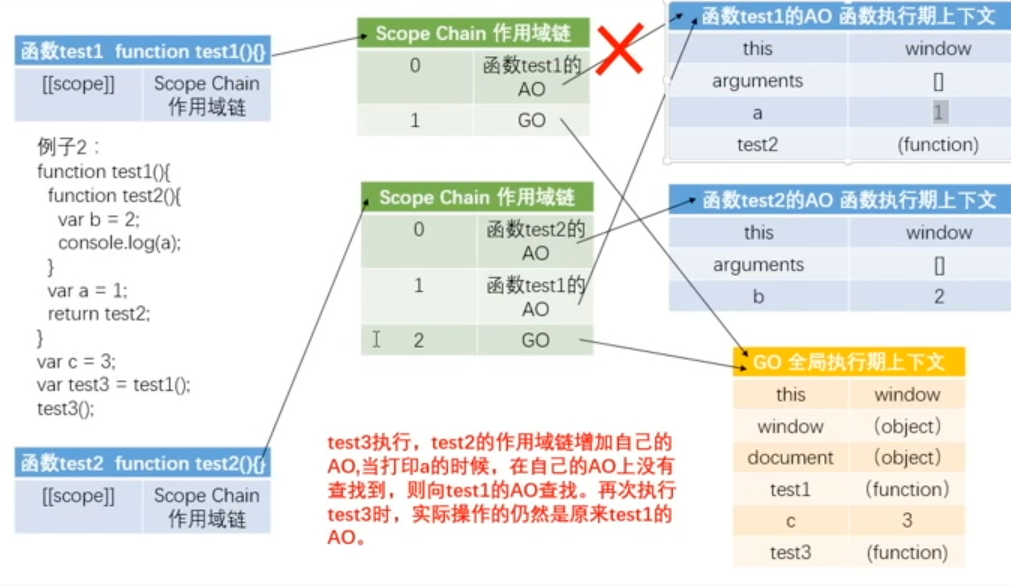 函数test1 function test1(){}
[[scope]] Scope Chain
作用域链
例子2：
function test1(){
function test2(){
var b = 2;
console.log(a);
}
var a = 1;
return test2;
}
var c = 3;
var test3 = test1();
test3();
函数test2 function test2(){}
[[scope]] Scope Chain
作用域链
Scope Chain 作用域链
0 函数test1的
AO
1 GO
Scope Chain 作用域链
0 函数test2的
AO
1 函数test1的
AO
2 GO
test3执行，test2的作用域链增加自己的
AO,当打印a的时候，在自己的AO上没有
查找到，则向test1的AO查找。再次执行
test3时，实际操作的仍然是原来test1的
AO。
函数test1的AO 函数执行期上下文
this window
arguments []
a 1
test2 (function)
函数test2的AO 函数执行期上下文
this window
arguments []
b 2
GO 全局执行期上下文
this window
window （object）
document （object）
test1 （function）
c 3
test3 (function)